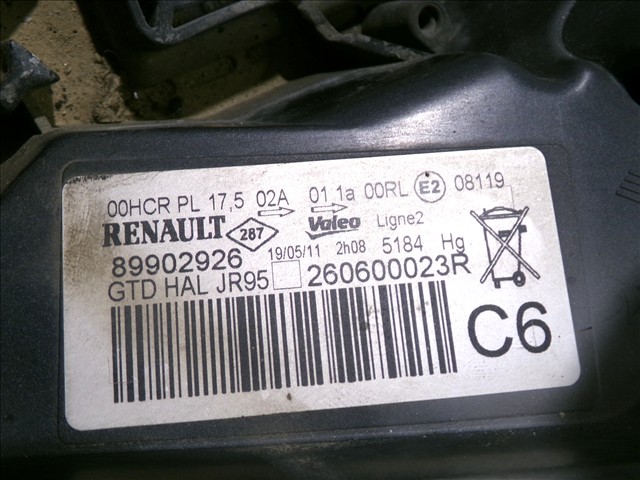 00HCR PL 17,5 02A 01 1a 00RL E2 08119
RENAULT 287 Valeo Ligne2
89902926 19/05/11 2h08 5184 Hg
GTD HAL JR95 260600023R
C6